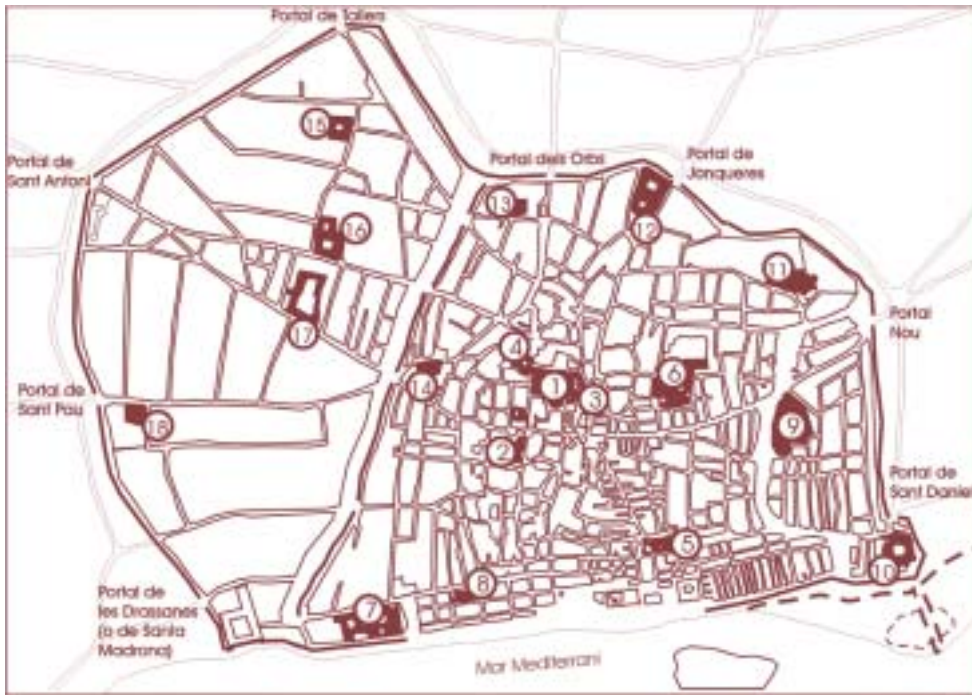 Portal de Tallers
Portal dels Orbs
Portal de
Jonqueres
Portal de
Sant Antoni
15
13
12
16
11
17
Portal
Nou
4
14
1
3
6
Portal de
Sant Pau
18
9
2
Portal de
Sant Daniel
5
10
8
Portal de
les Drassanes
(o de Santa
Madrona)
7
Mar Mediterrani